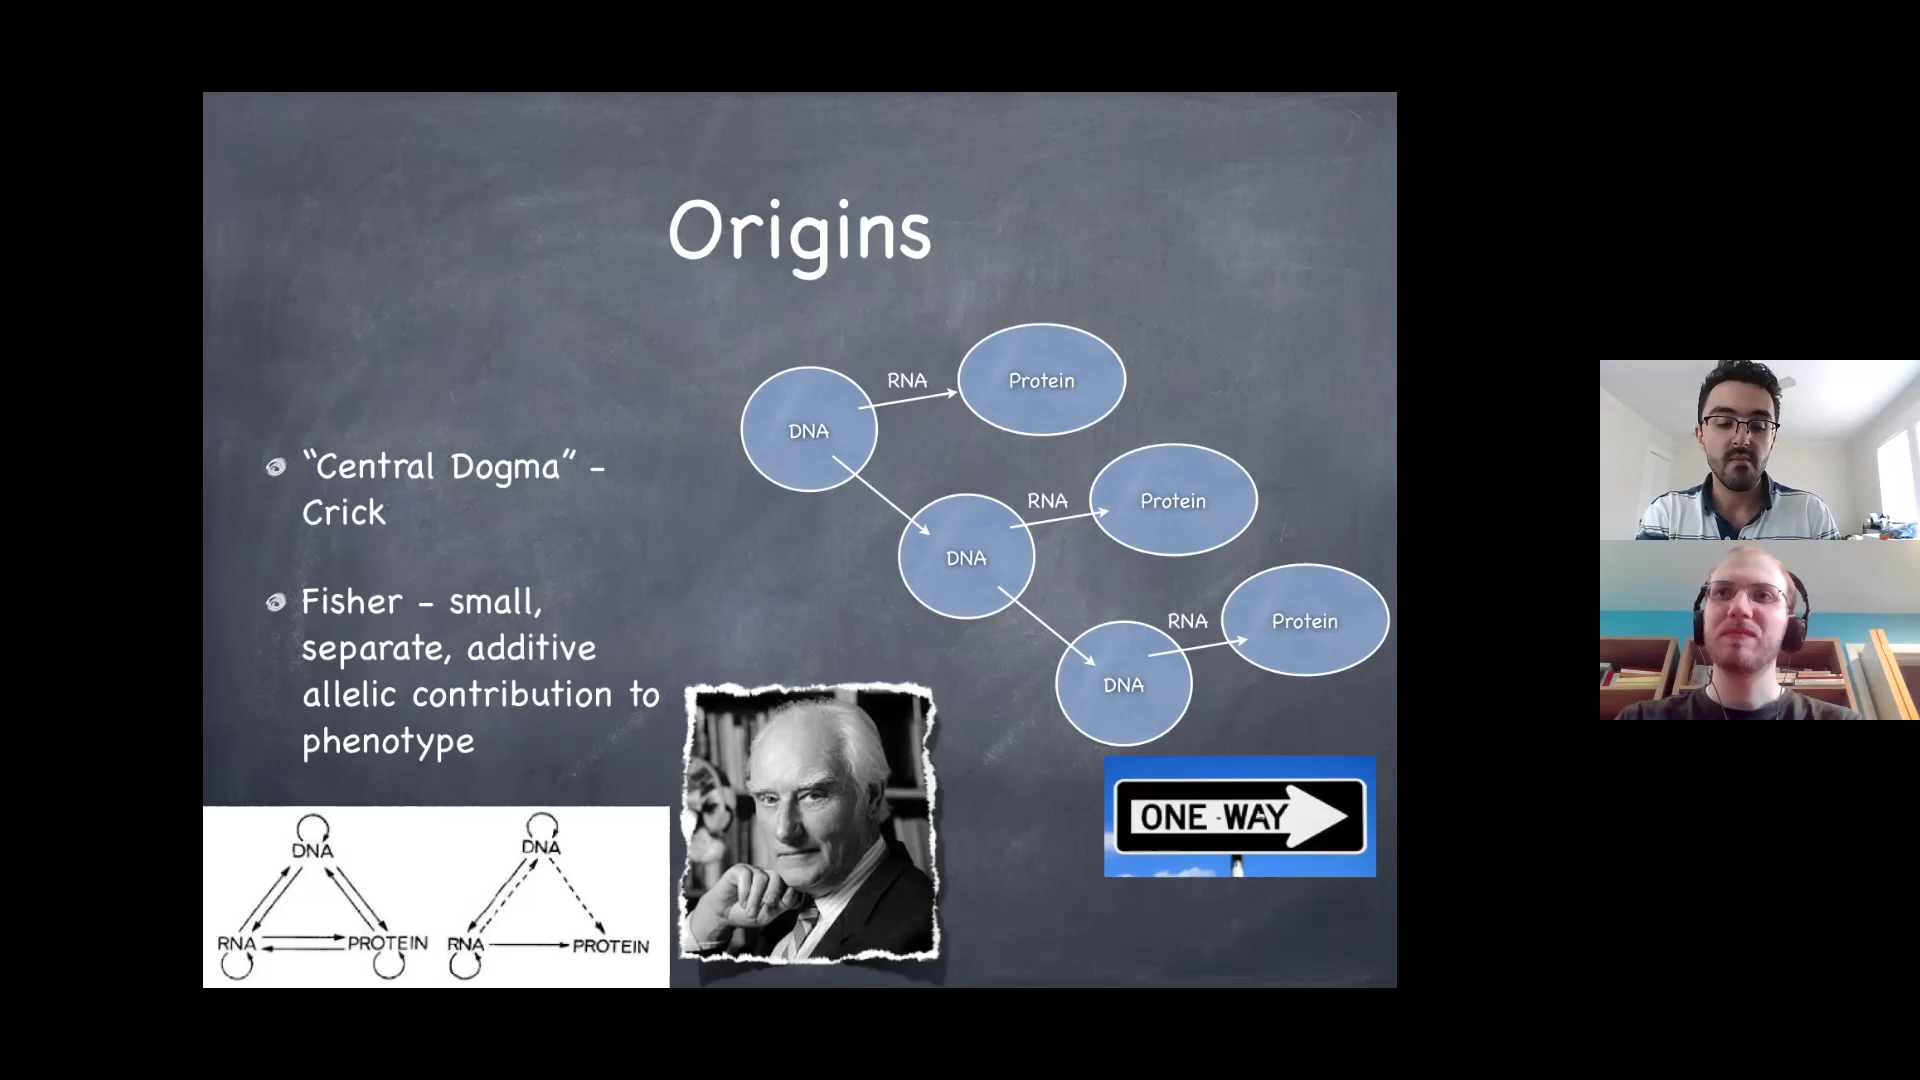 Origins
“Central Dogma” –
Crick
Fisher – small,
separate, additive
allelic contribution to
phenotype
DNA
RNA
Protein
DNA
RNA
Protein
DNA
RNA
Protein
DNA
RNA
PROTEIN
DNA
RNA
PROTEIN
ONE-WAY